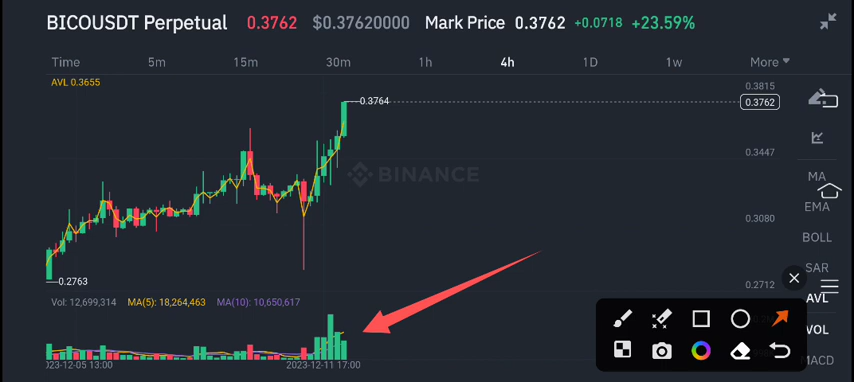 BICOUSDT Perpetual 0.3762 $0.37620000 Mark Price 0.3762 +0.0718 +23.59%
Time 5m 15m 30m 1h 4h 1D 1w More
AVL 0.3655
0.3815
0.3764
0.3762
0.3447
BINANCE
MA
EMA
0.3080
BOLL
SAR
0.2763
0.2712
AVL
Vol: 12,699,314 MA(5): 18,264,463 MA(10): 10,650,617
VOL
MACD
023-12-05 13:00 2023-12-11 17:00